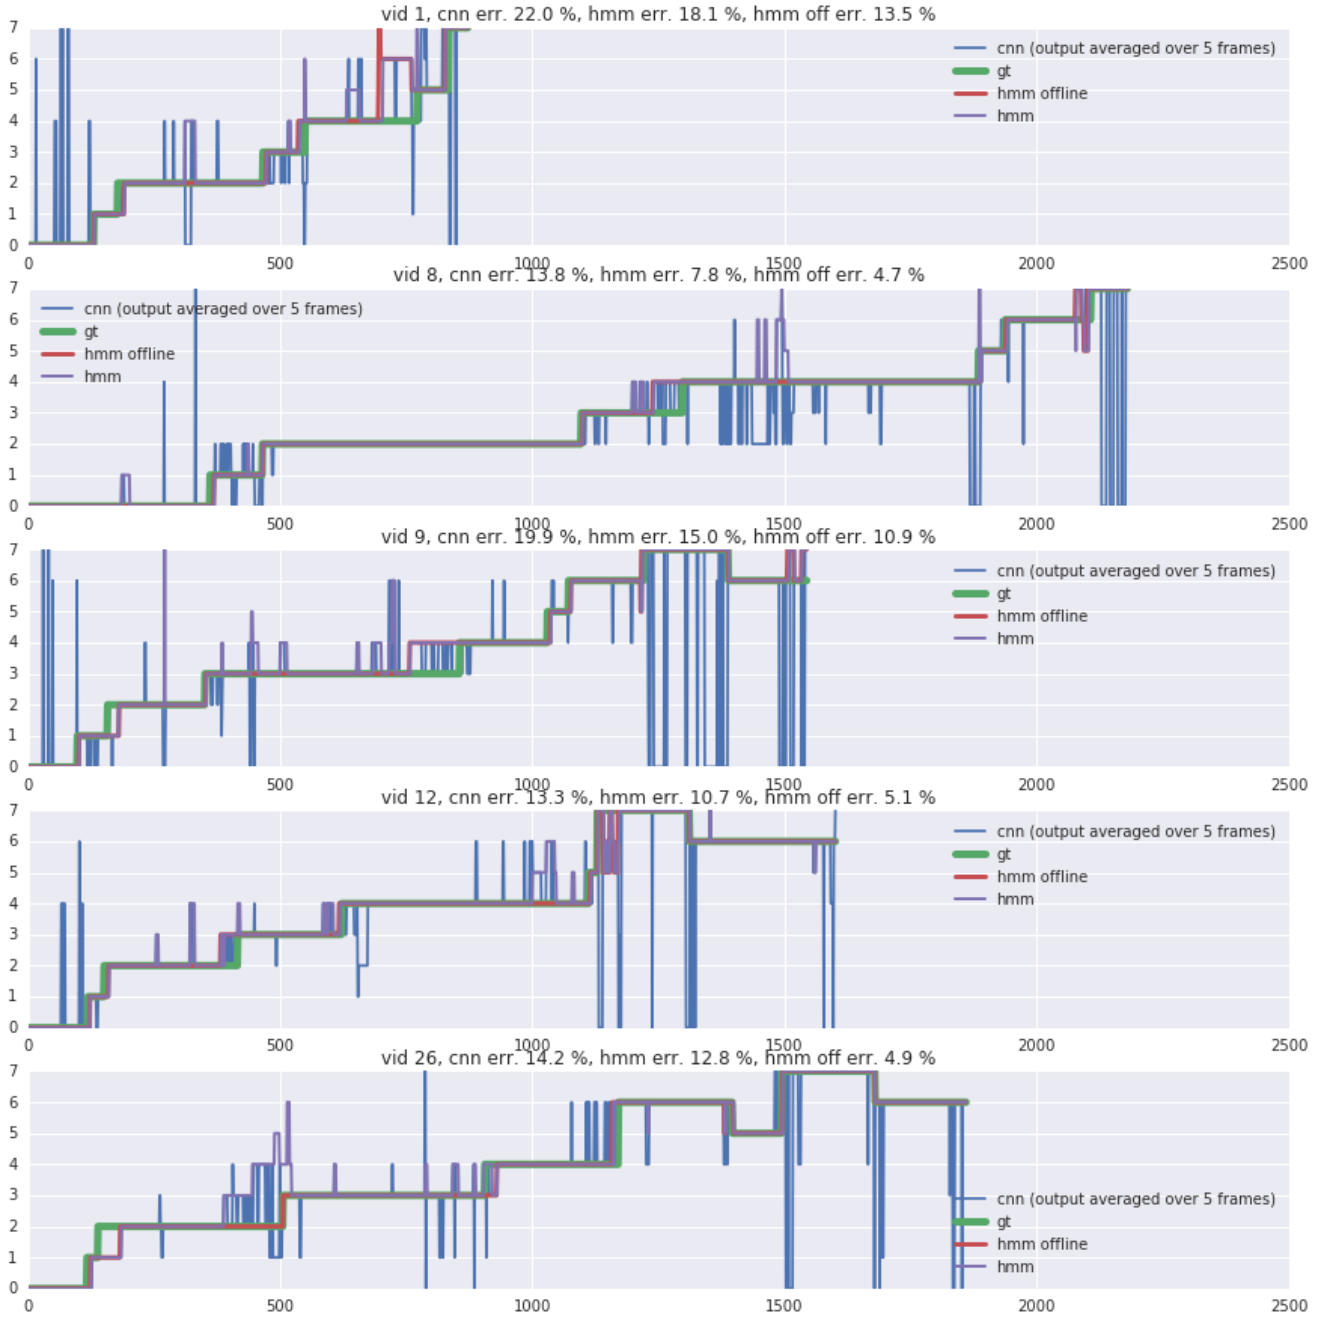 vid 1, cnn err. 22.0 %, hmm err. 18.1 %, hmm off err. 13.5 %
7
6
5
4
3
2
1
0
cnn (output averaged over 5 frames)
gt
hmm offline
hmm
0 500 1000 1500 2000 2500
vid 8, cnn err. 13.8 %, hmm err. 7.8 %, hmm off err. 4.7 %
7
6
5
4
3
2
1
0
cnn (output averaged over 5 frames)
gt
hmm offline
hmm
0 500 1000 1500 2000 2500
vid 9, cnn err. 19.9 %, hmm err. 15.0 %, hmm off err. 10.9 %
7
6
5
4
3
2
1
0
cnn (output averaged over 5 frames)
gt
hmm offline
hmm
0 500 1000 1500 2000 2500
vid 12, cnn err. 13.3 %, hmm err. 10.7 %, hmm off err. 5.1 %
7
6
5
4
3
2
1
0
cnn (output averaged over 5 frames)
gt
hmm offline
hmm
0 500 1000 1500 2000 2500
vid 26, cnn err. 14.2 %, hmm err. 12.8 %, hmm off err. 4.9 %
7
6
5
4
3
2
1
0
cnn (output averaged over 5 frames)
gt
hmm offline
hmm
0 500 1000 1500 2000 2500